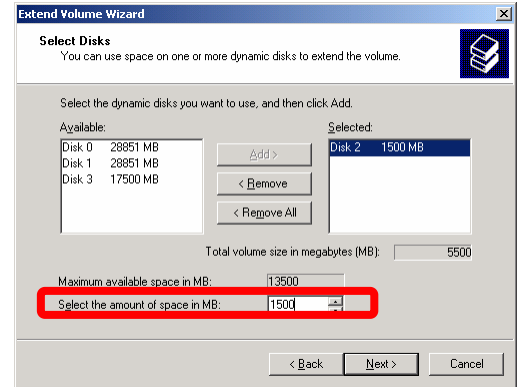 Extend Volume Wizard
Select Disks
You can use space on one or more dynamic disks to extend the volume.
Select the dynamic disks you want to use, and then click Add.
Available: Selected:
Disk 0 28851 MB Add > Disk 2 1500 MB
Disk 1 28851 MB
Disk 3 17500 MB < Remove
< Remove All
Total volume size in megabytes (MB): 5500
Maximum available space in MB: 13500
Select the amount of space in MB: 1500
< Back Next > Cancel